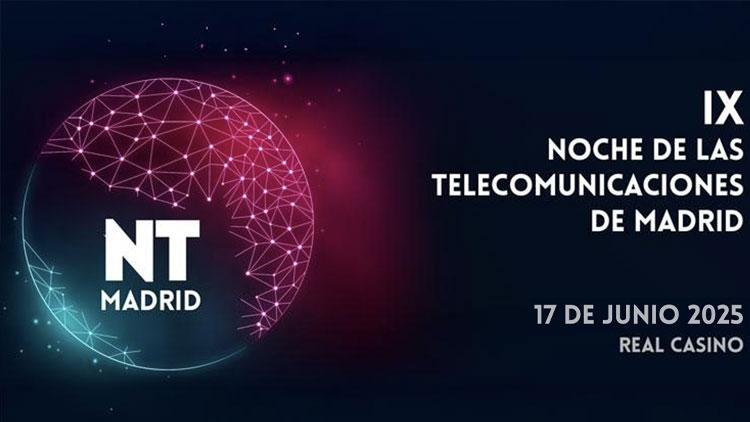 NT
MADRID
IX
NOCHE DE LAS
TELECOMUNICACIONES
DE MADRID
17 DE JUNIO 2025
REAL CASINO